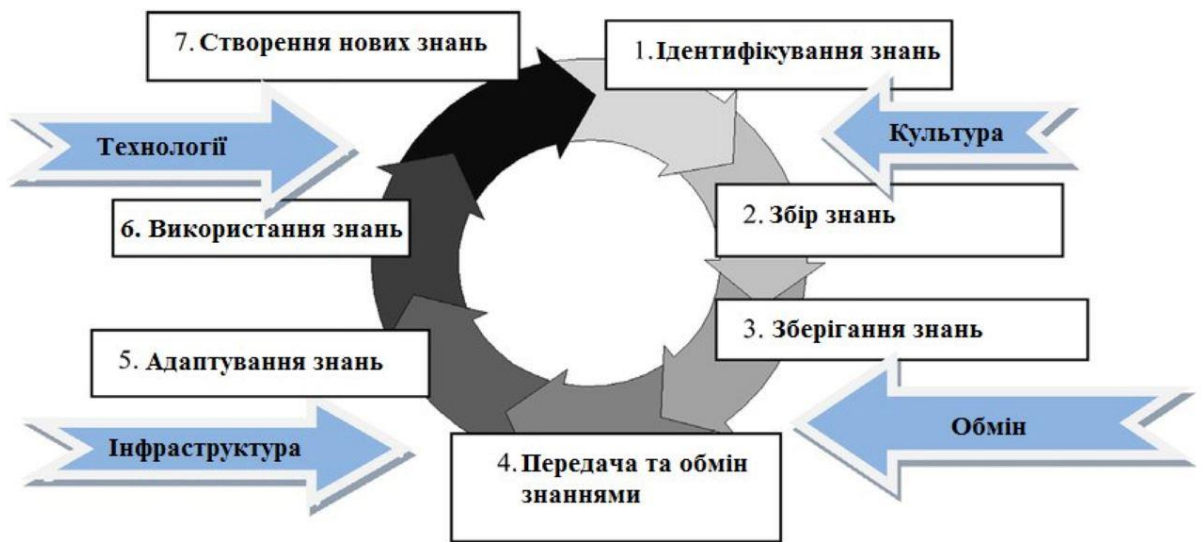 7. Створення нових знань
1. Ідентифікування знань
Технології
Культура
6. Використання знань
2. Збір знань
5. Адаптування знань
3. Зберігання знань
Інфраструктура
Обмін
4. Передача та обмін
знаннями